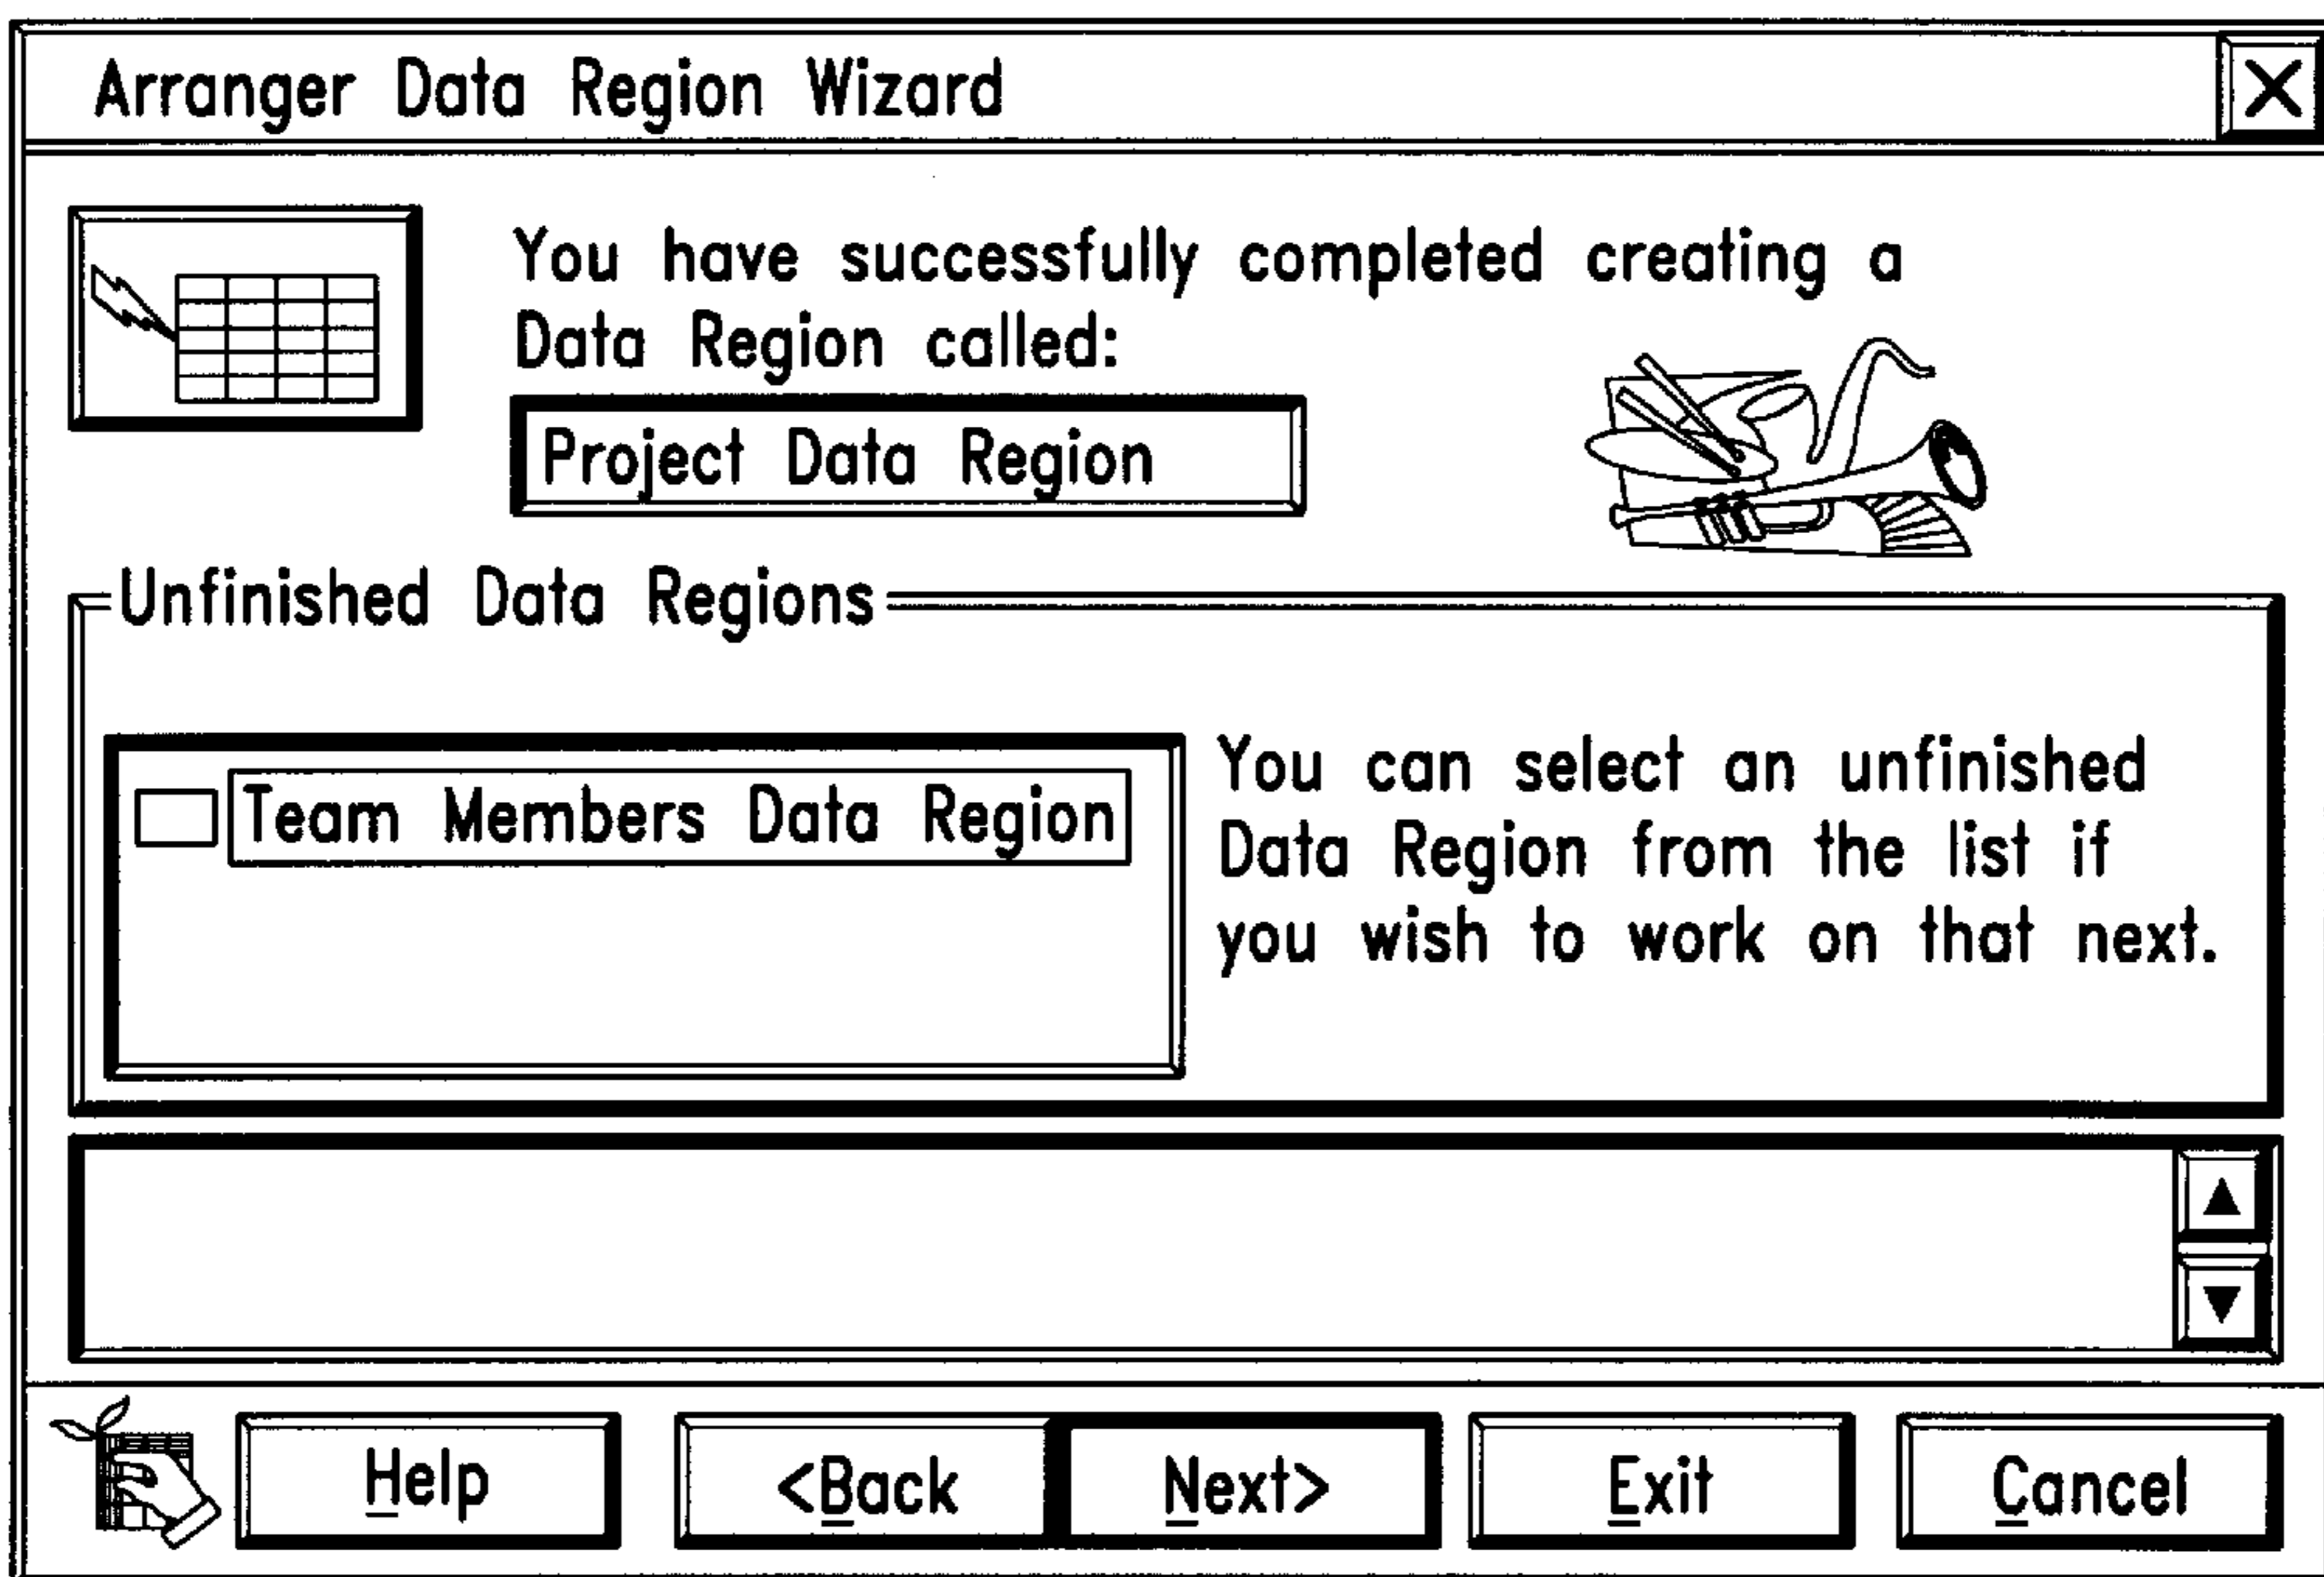 Arranger Data Region Wizard
You have successfully completed creating a
Data Region called:
Project Data Region
Unfinished Data Regions
Team Members Data Region
You can select an unfinished
Data Region from the list if
you wish to work on that next.
Help
<Back
Next>
Exit
Cancel